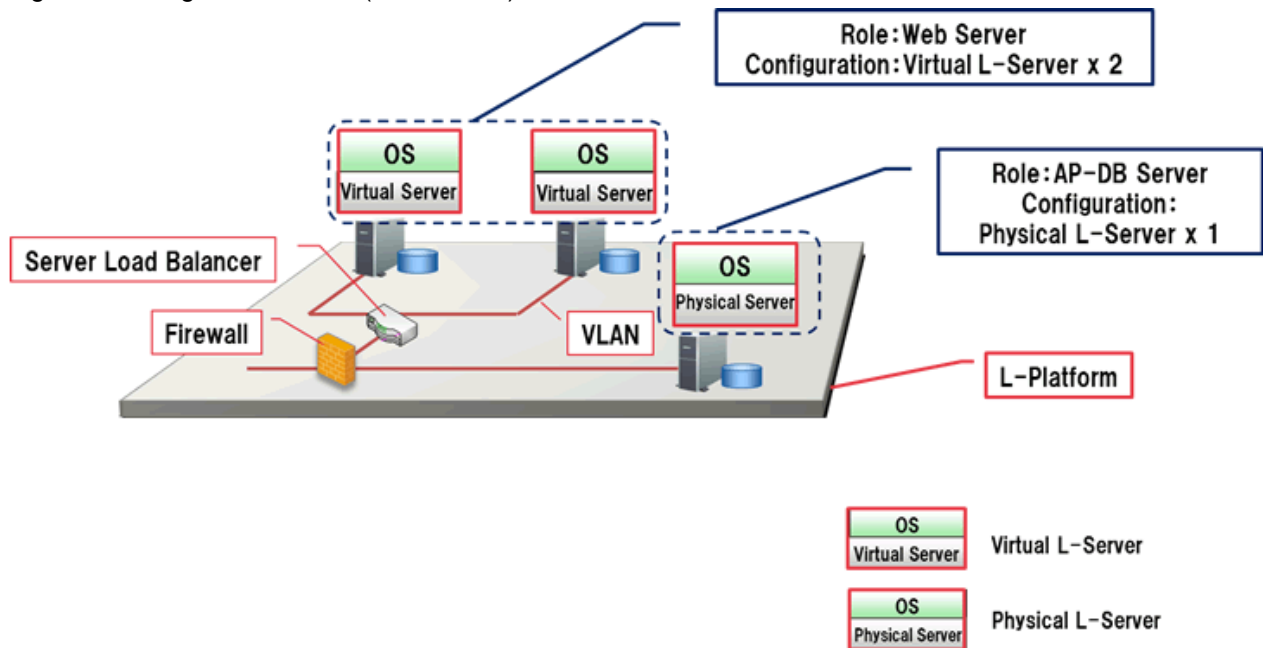 Role:Web Server
Configuration:Virtual L-Server x 2
OS
Virtual Server
OS
Virtual Server
Role:AP-DB Server
Configuration:
Physical L-Server x 1
Server Load Balancer
OS
Physical Server
Firewall
VLAN
L-Platform
OS
Virtual Server
Virtual L-Server
OS
Physical Server
Physical L-Server